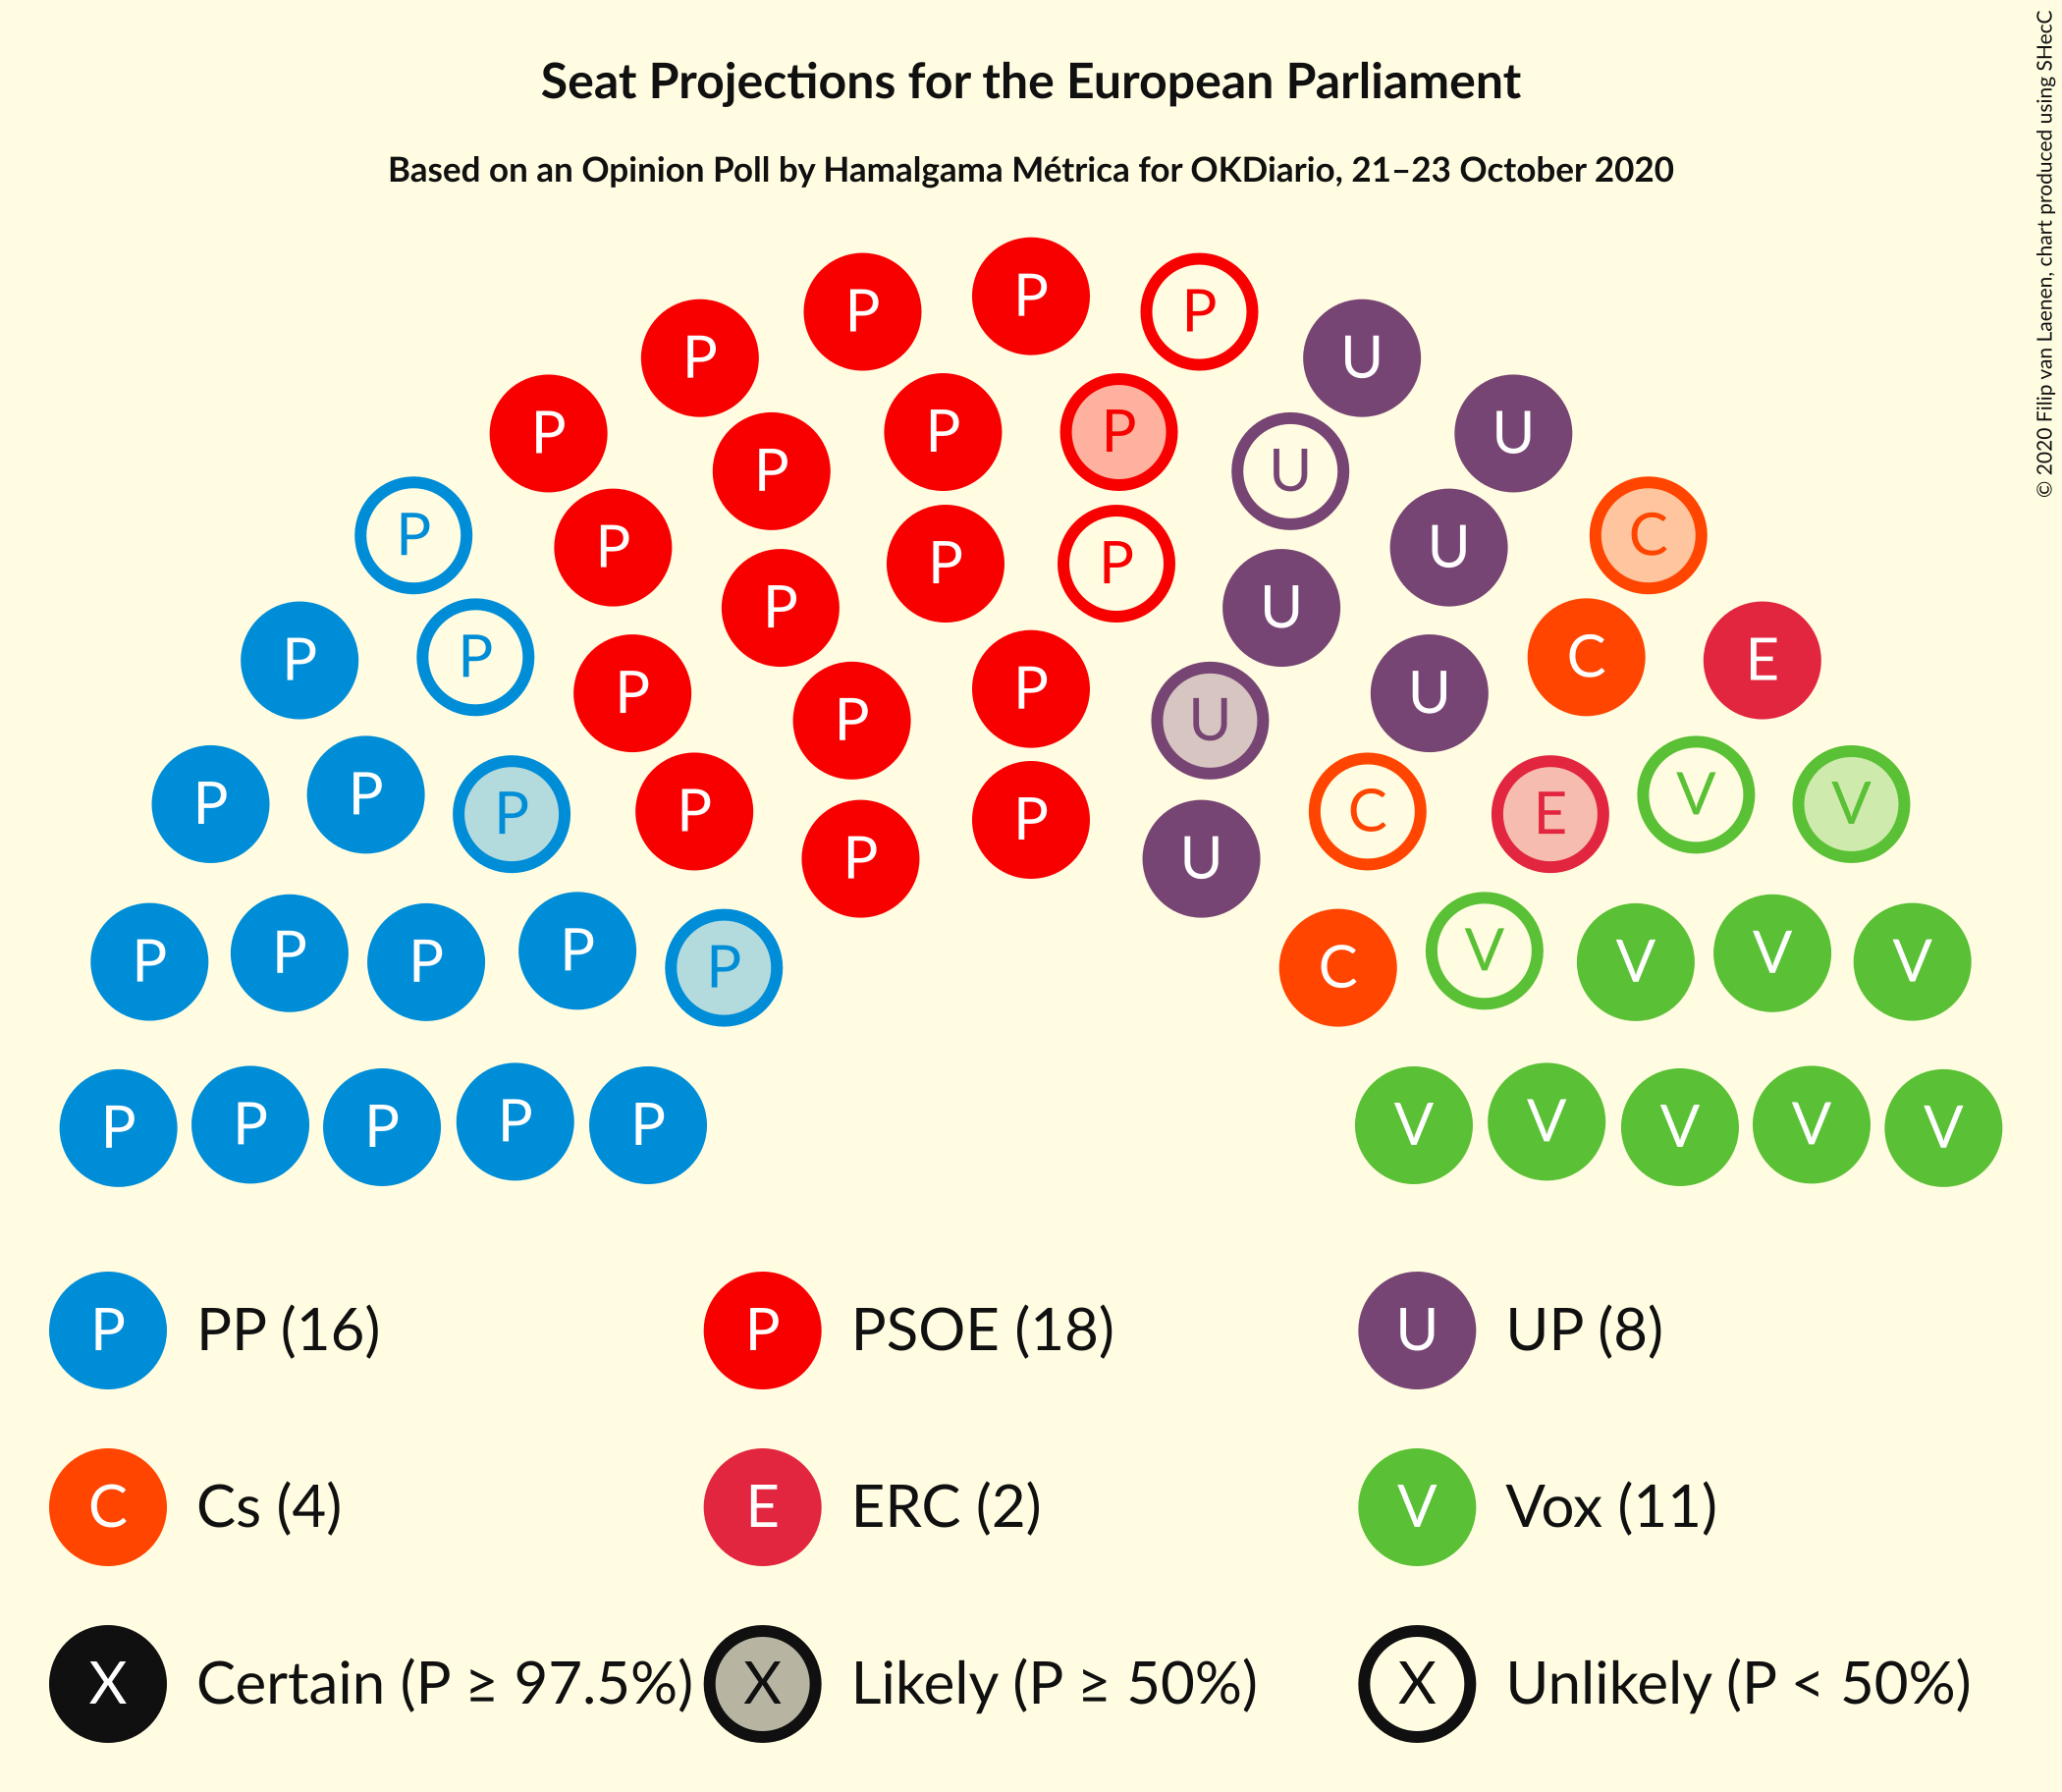 Seat Projections for the European Parliament
Based on an Opinion Poll by Hamalgama Métrica for OKDiario, 21–23 October 2020
© 2020 Filip van Laenen, chart produced using SHecC
P P P
P P U
P P P U
P P U U
P P U C
P P P U
P P C E
P P U U
P P U
P P P C E V V
P P P U
P P P P P C V V V V
P P P P P V V V V V
P PP (16) P PSOE (18) U UP (8)
C Cs (4) E ERC (2) V Vox (11)
X Certain (P ≥ 97.5%) X Likely (P ≥ 50%) X Unlikely (P < 50%)